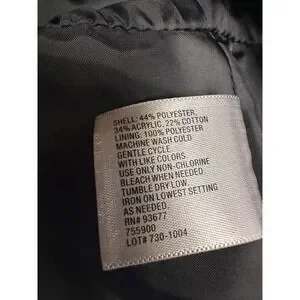 SHELL: 44% POLYESTER,
34% ACRYLIC, 22% COTTON
LINING: 100% POLYESTER
MACHINE WASH COLD
GENTLE CYCLE.
WITH LIKE COLORS
USE ONLY NON-CHLORINE
BLEACH WHEN NEEDED.
TUMBLE DRY LOW.
IRON ON LOWEST SETTING
AS NEEDED.
RN# 93677
755900
LOT# 730-1004